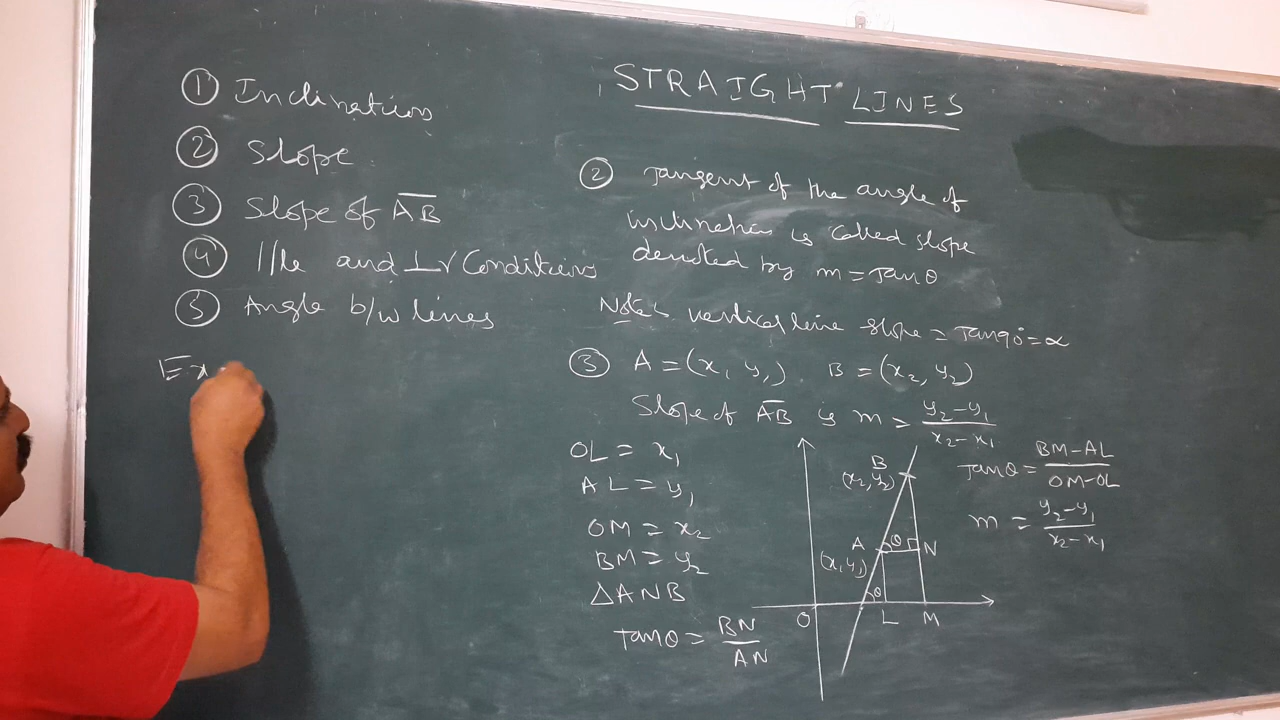 STRAIGHT LINES
① Inclination
② Slope
③ Slope of A̅B̅
④ //le and ⊥r Conditions
⑤ Angle b/w lines
Ex
② Tangent of the angle of
inclination is called slope
denoted by m = Tanθ
Note: vertical line slope = Tan90° = ∝
③ A = (x₁ y₁) B = (x₂, y₂)
Slope of A̅B̅ is m = y₂-y₁/x₂-x₁
OL = x₁
AL = y₁
OM = x₂
BM = y₂
ΔANB
Tanθ = BN/AN
B
(x₂, y₂)
A
(x₁ y₁)
θ
N
θ
O
L
M
Tanθ = BM-AL/OM-OL
m = y₂-y₁/x₂-x₁